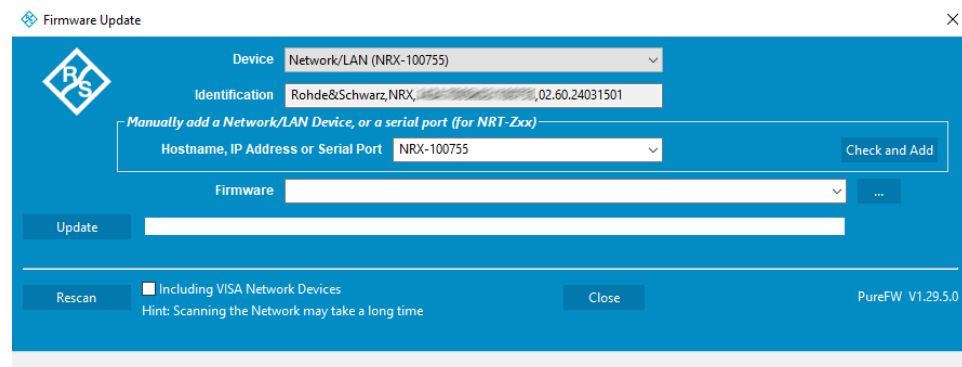 Firmware Update
R S
Device Network/LAN (NRX-100755)
Identification Rohde&Schwarz,NRX, ,02.60.24031501
Manually add a Network/LAN Device, or a serial port (for NRT-Zxx)
Hostname, IP Address or Serial Port NRX-100755 Check and Add
Firmware ...
Update
Including VISA Network Devices
Rescan Close PureFW V1.29.5.0
Hint: Scanning the Network may take a long time